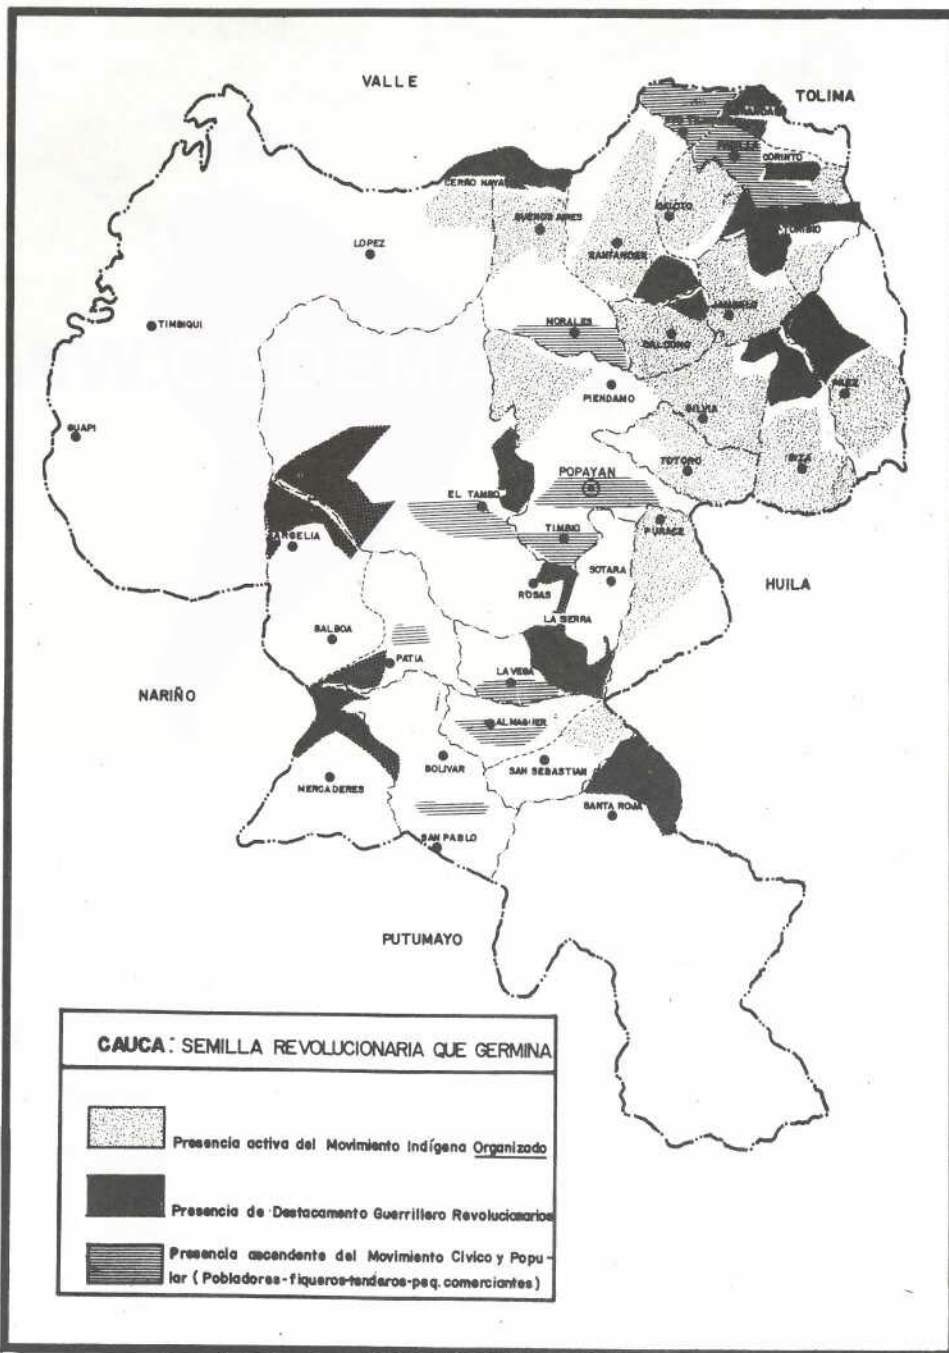 VALLE
TOLIMA
CORINTO
CERRO NAYA
TORIBIO
BUENOS AIRES
CALOTO
LOPEZ
SANTANDER
TIMBIQUI
MORALES
CALDONO
PIENDAMO
PAEZ
SILVIA
GUAPI
TOTORO
POPAYAN
EL TAMBO
PURACE
TIMBIO
ARGELIA
SOTARA
HUILA
ROSAS
LA SIERRA
BALBOA
PATIA
LA VEGA
NARIÑO
ALMAGUER
BOLIVAR
SAN SEBASTIAN
MERCADERES
SANTA ROSA
SAN PABLO
PUTUMAYO
CAUCA: SEMILLA REVOLUCIONARIA QUE GERMINA
Presencia activa del Movimiento Indígena Organizado
Presencia de Destacamento Guerrillero Revolucionarios
Presencia ascendente del Movimiento Cívico y Popu-
lar (Pobladores-fiqueros-tenderos-peq. comerciantes)